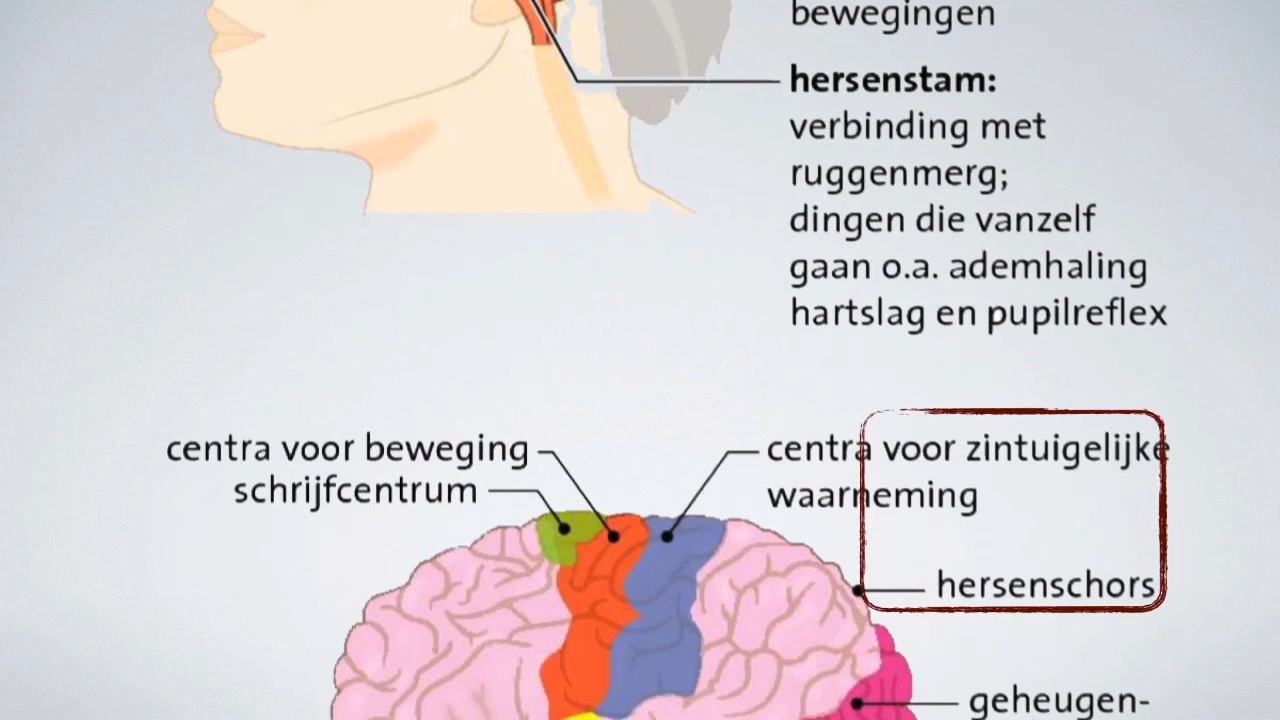 bewegingen
hersenstam:
verbinding met
ruggenmerg;
dingen die vanzelf
gaan o.a. ademhaling
hartslag en pupilreflex
centra voor beweging
schrijfcentrum
centra voor zintuigelijke
waarneming
hersenschors
geheugen-